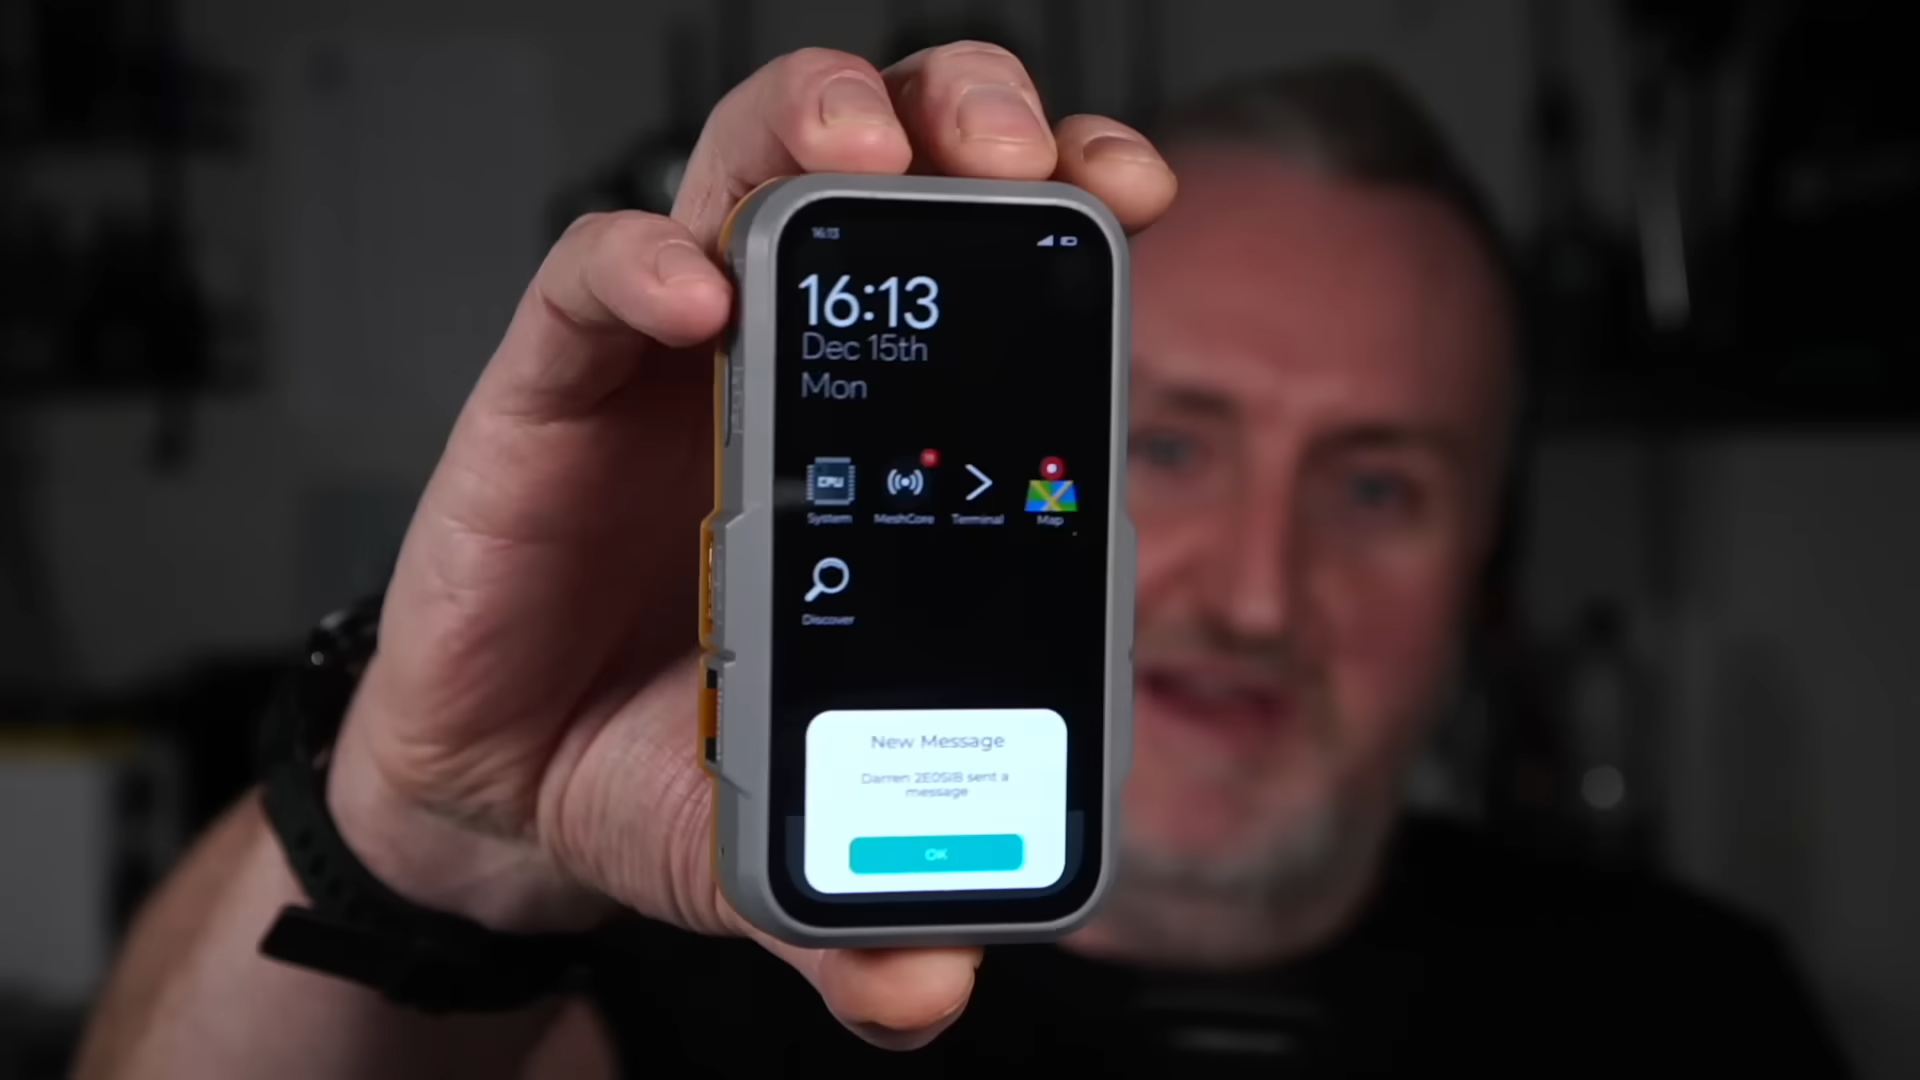 16:13
16:13
Dec 15th
Mon
CPU
System
MeshCore
Terminal
Map
Discover
New Message
Darren 2E0SIB sent a
message
OK